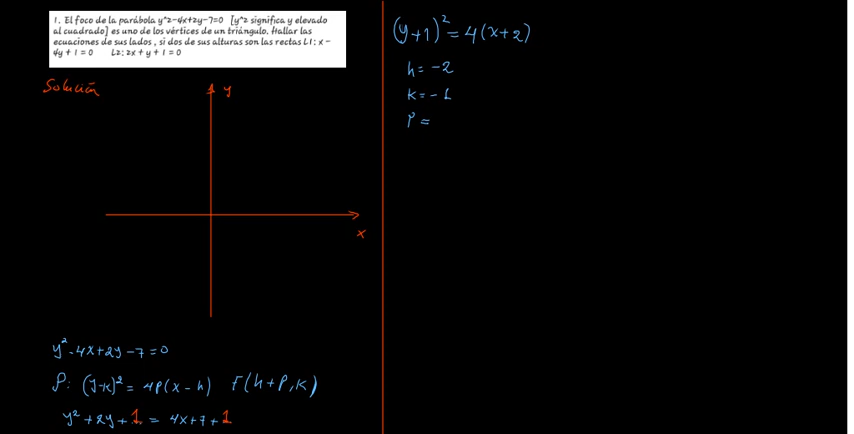 1. El foco de la parábola y^2-4x+2y-7=0 [y^2 significa y elevado
al cuadrado] es uno de los vértices de un triángulo. Hallar las
ecuaciones de sus lados, si dos de sus alturas son las rectas L1: x -
4y + 1 = 0 L2: 2x + y + 1 = 0
Solución
y
x
y² - 4x + 2y - 7 = 0
P: (y-k)² = 4P(x-h) F(h+P, k)
y² + 2y + 1 = 4x + 7 + 1
(y+1)² = 4(x+2)
h = -2
k = -1
P =